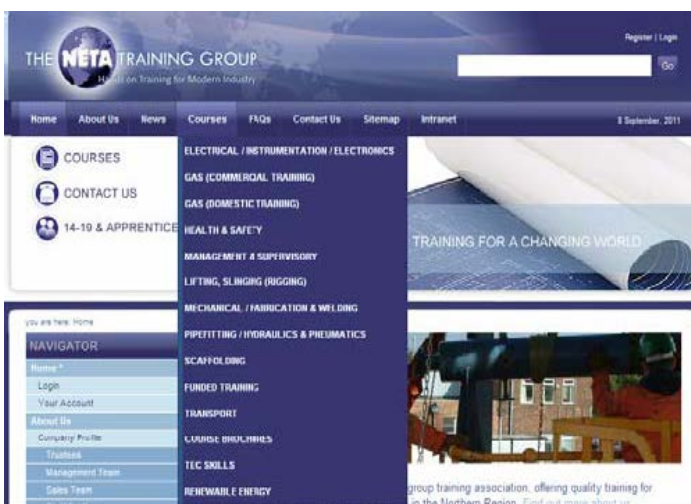 Register | Login
THE NETA TRAINING GROUP
Hands on Training for Modern Industry
Go
Home About Us News Courses FAQs Contact Us Sitemap Intranet 8 September, 2011
COURSES
CONTACT US
14-19 & APPRENTICE
ELECTRICAL / INSTRUMENTATION / ELECTRONICS
GAS (COMMERCIAL TRAINING)
GAS (DOMESTIC TRAINING)
HEALTH & SAFETY
MANAGEMENT & SUPERVISORY
LIFTING, SLINGING (RIGGING)
MECHANICAL / FABRICATION & WELDING
PIPEFITTING / HYDRAULICS & PNEUMATICS
SCAFFOLDING
FUNDED TRAINING
TRANSPORT
COURSE BROCHURES
TEC SKILLS
RENEWABLE ENERGY
TRAINING FOR A CHANGING WORLD
you are here: Home
NAVIGATOR
Home *
Login
Your Account
About Us
Company Profile
Trustees
Management Team
Sales Team
group training association, offering quality training for
in the Northern Region. Find out more about us